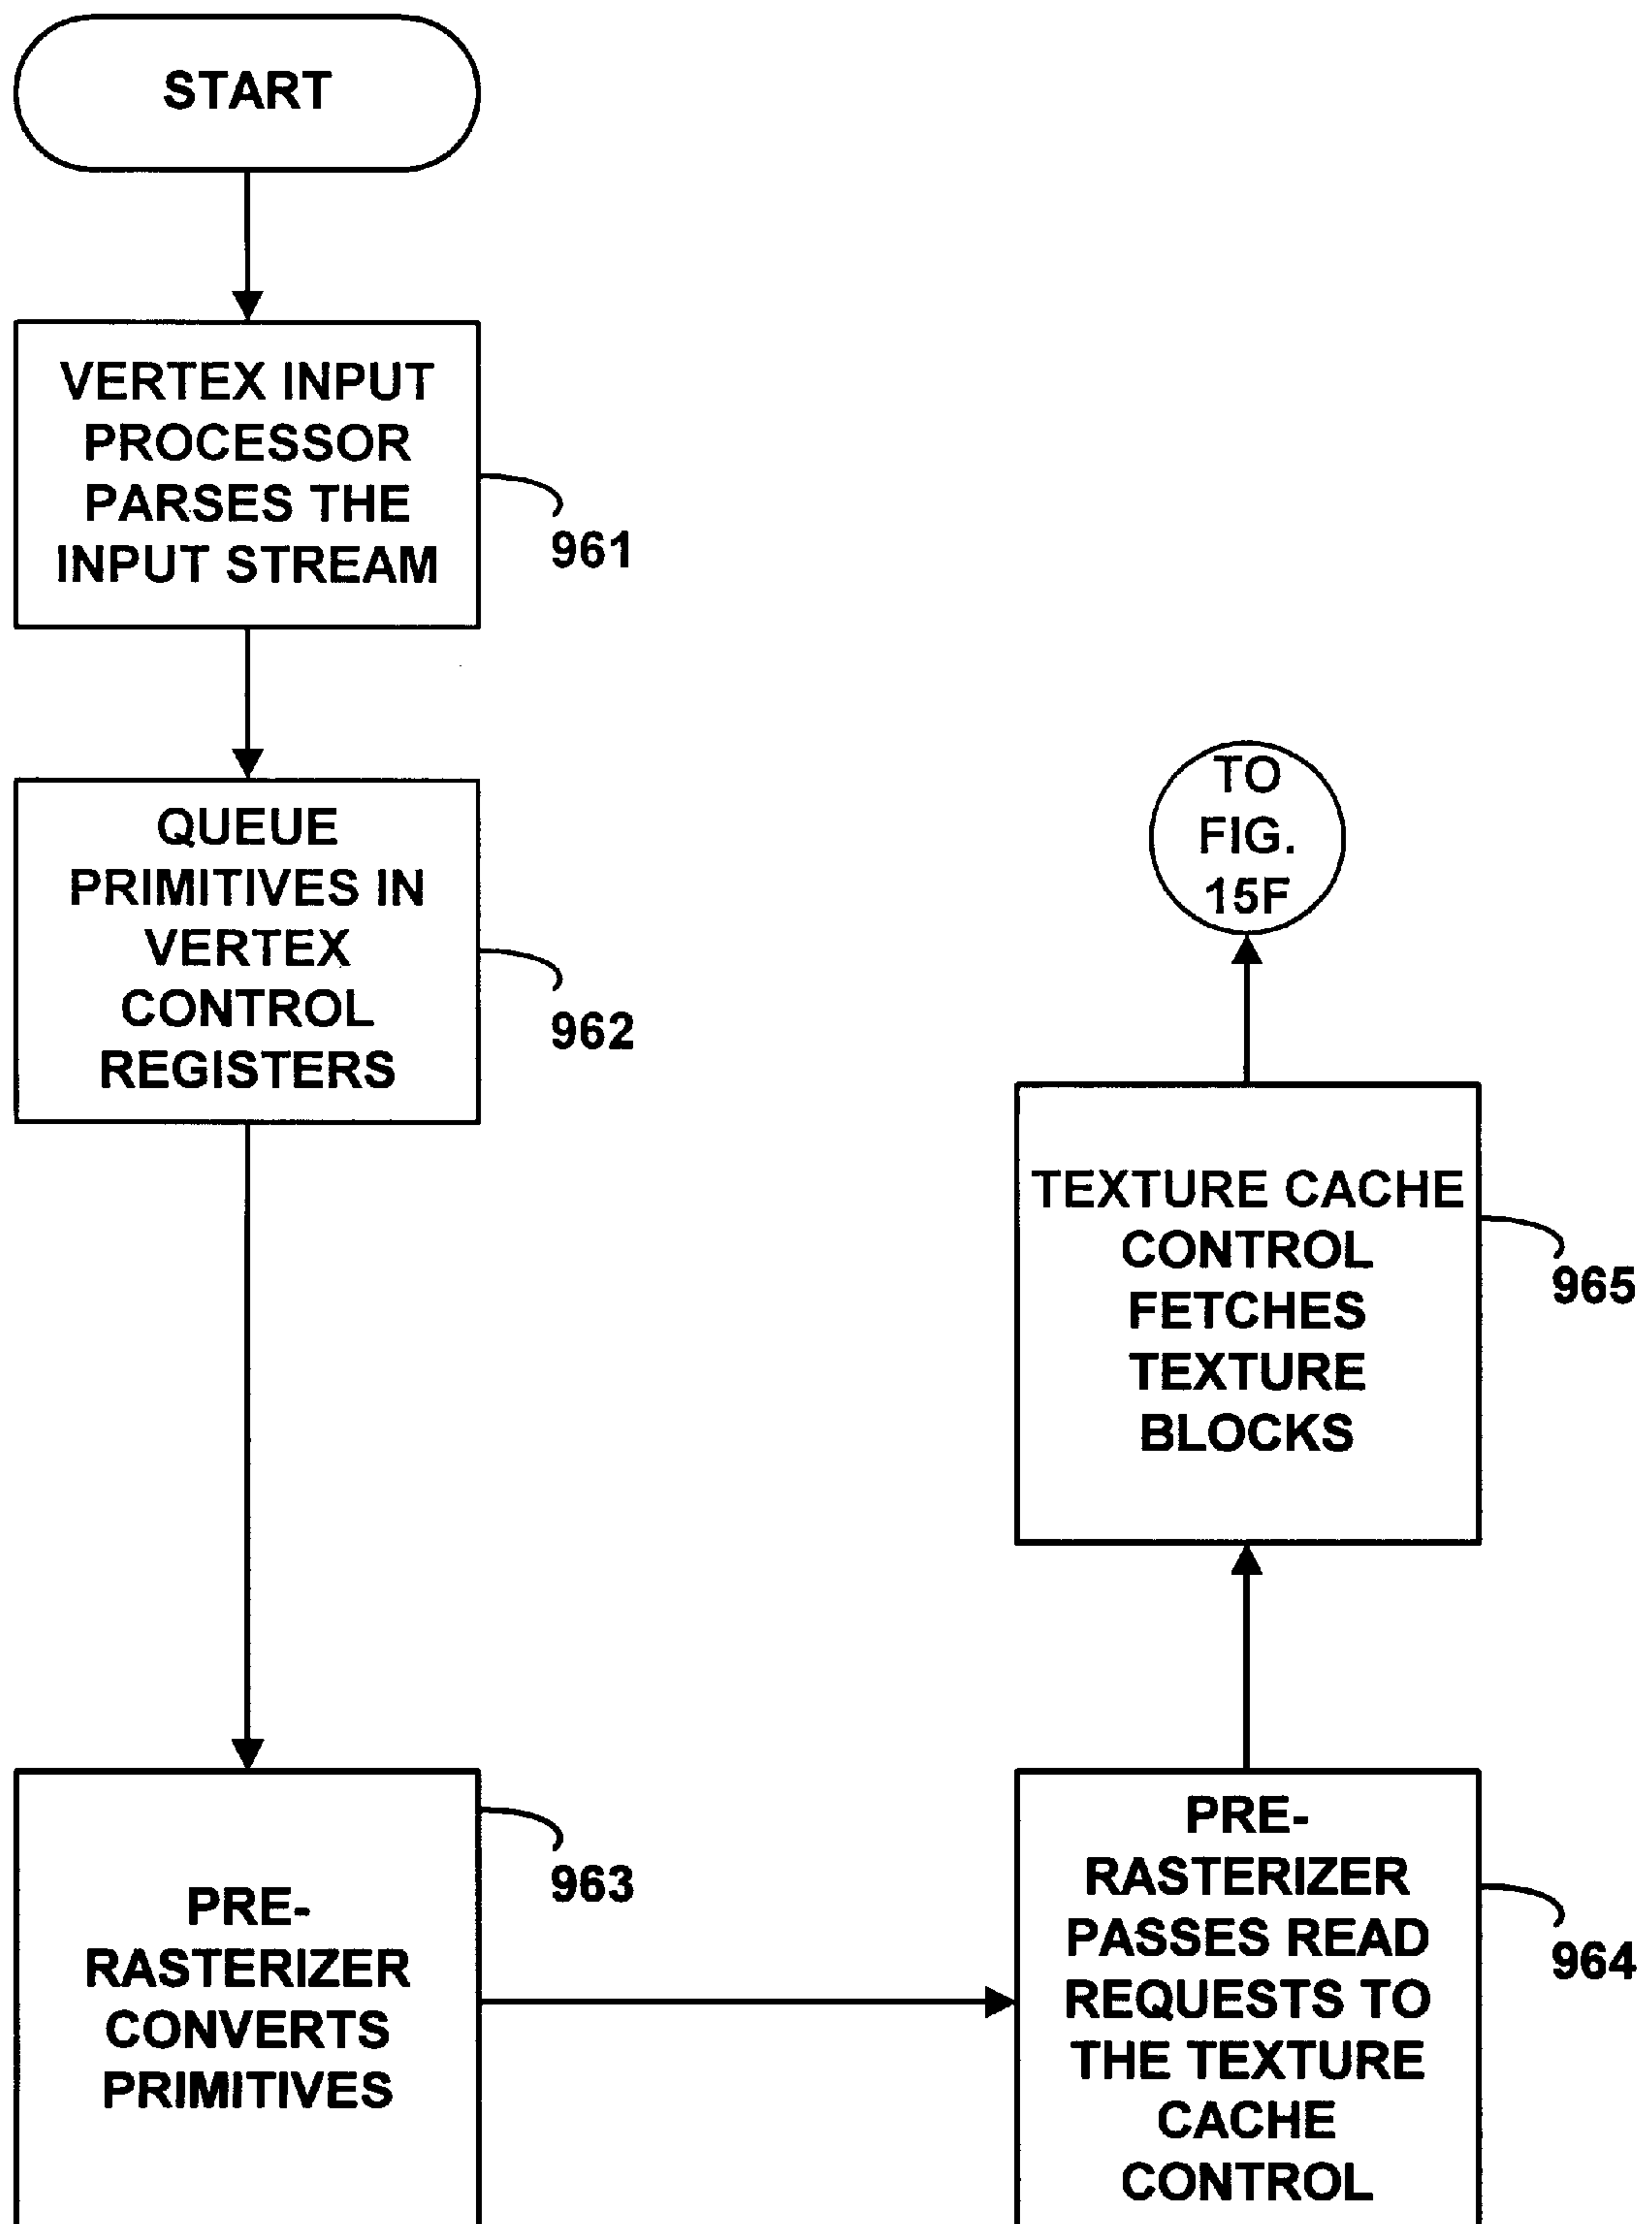 START
VERTEX INPUT
PROCESSOR
PARSES THE
INPUT STREAM
961
QUEUE
PRIMITIVES IN
VERTEX
CONTROL
REGISTERS
962
PRE-
RASTERIZER
CONVERTS
PRIMITIVES
963
PRE-
RASTERIZER
PASSES READ
REQUESTS TO
THE TEXTURE
CACHE
CONTROL
964
TEXTURE CACHE
CONTROL
FETCHES
TEXTURE
BLOCKS
965
TO
FIG.
15F